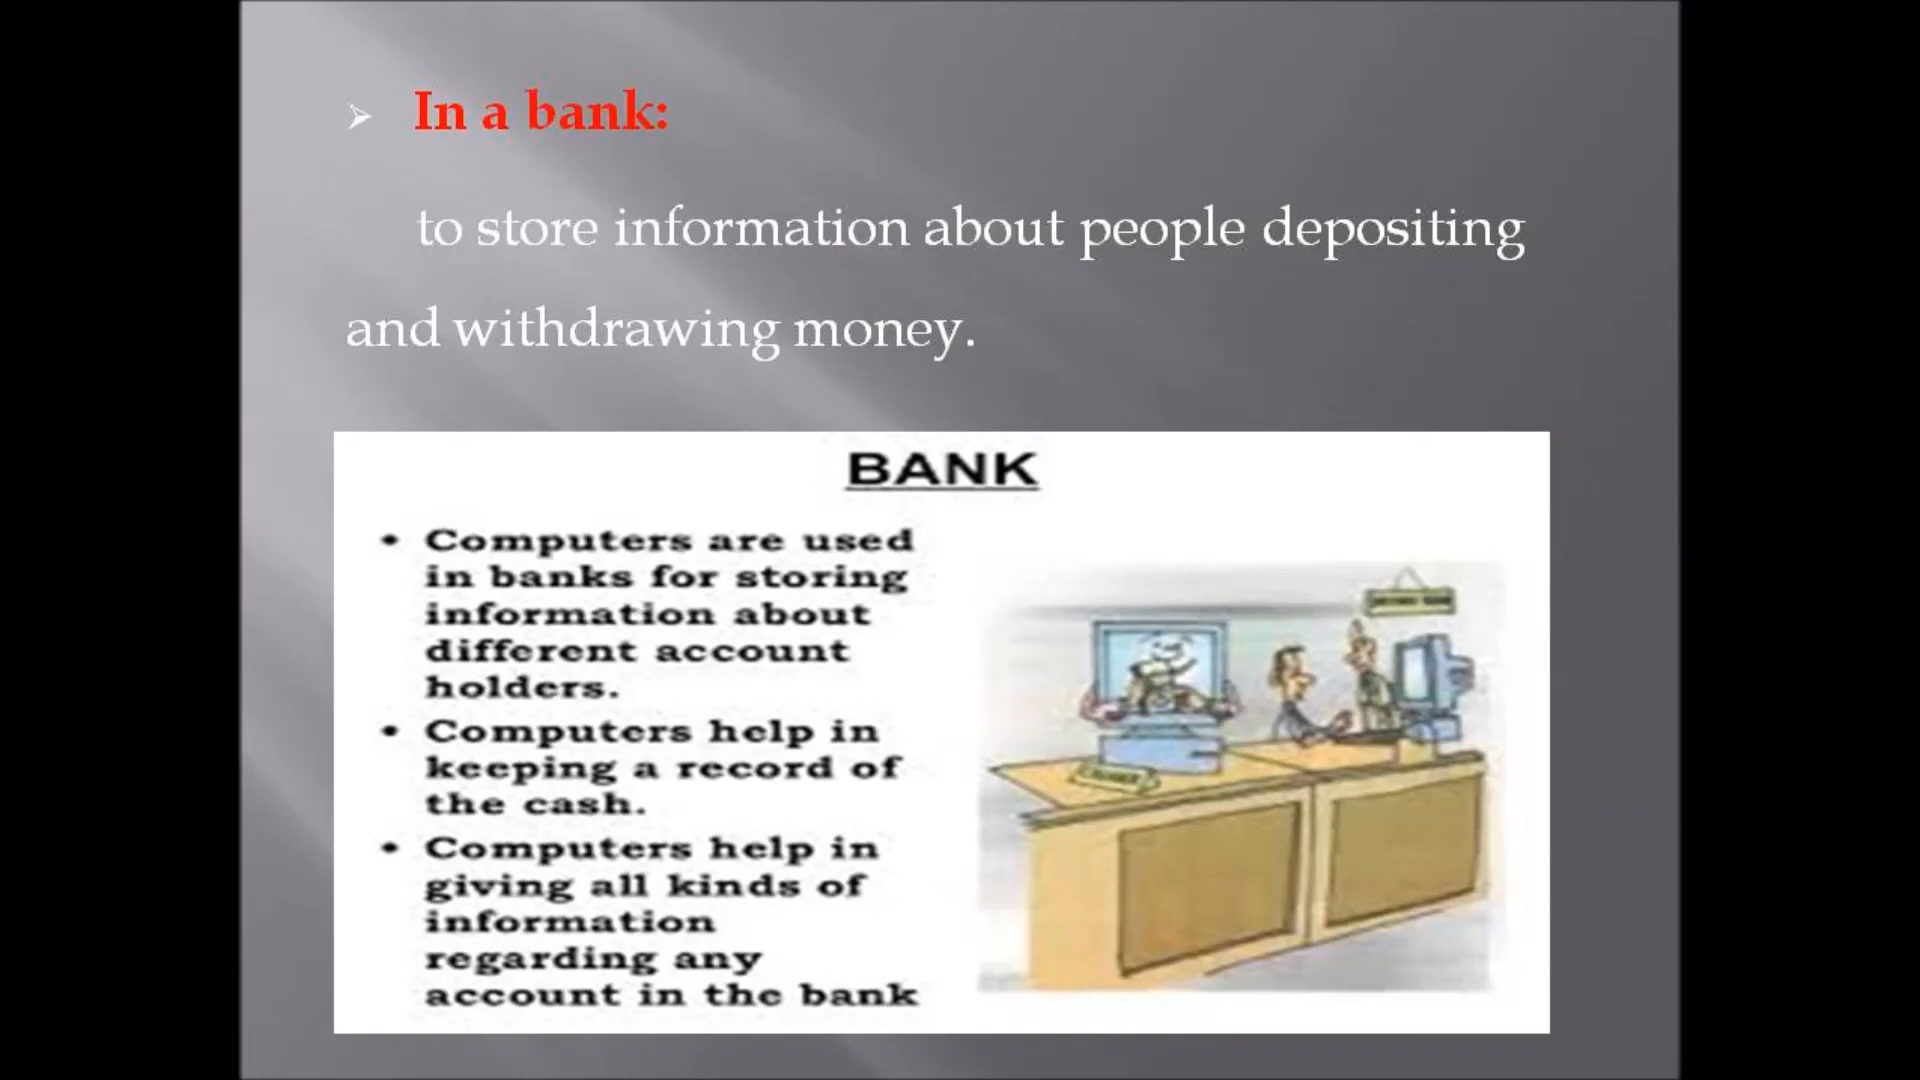 In a bank:
to store information about people depositing
and withdrawing money.
BANK
• Computers are used
in banks for storing
information about
different account
holders.
• Computers help in
keeping a record of
the cash.
• Computers help in
giving all kinds of
information
regarding any
account in the bank